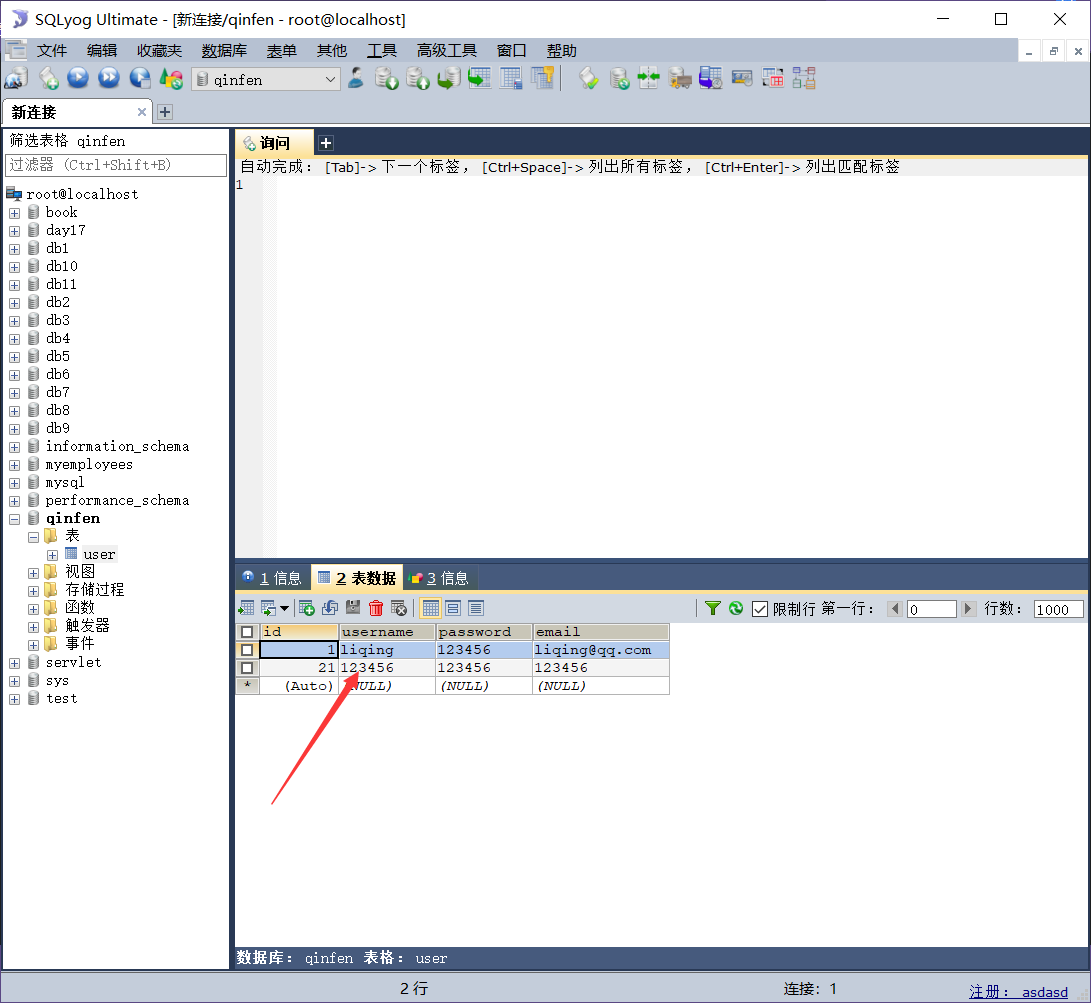 SQLyog Ultimate - [新连接/qinfen - root@localhost]
文件 编辑 收藏夹 数据库 表单 其他 工具 高级工具 窗口 帮助
qinfen
新连接
筛选表格 qinfen
过滤器 (Ctrl+Shift+B)
root@localhost
book
day17
db1
db10
db11
db2
db3
db4
db5
db6
db7
db8
db9
information_schema
myemployees
mysql
performance_schema
qinfen
表
user
视图
存储过程
函数
触发器
事件
servlet
sys
test
询问
自动完成: [Tab]-> 下一个标签, [Ctrl+Space]-> 列出所有标签, [Ctrl+Enter]-> 列出匹配标签
1
1 信息 2 表数据 3 信息
限制行 第一行: 0 行数: 1000
id username password email
1 liqing 123456 liqing@qq.com
21 123456 123456 123456
* (Auto) (NULL) (NULL) (NULL)
数据库: qinfen 表格: user
2 行 连接: 1 注册: asdasd